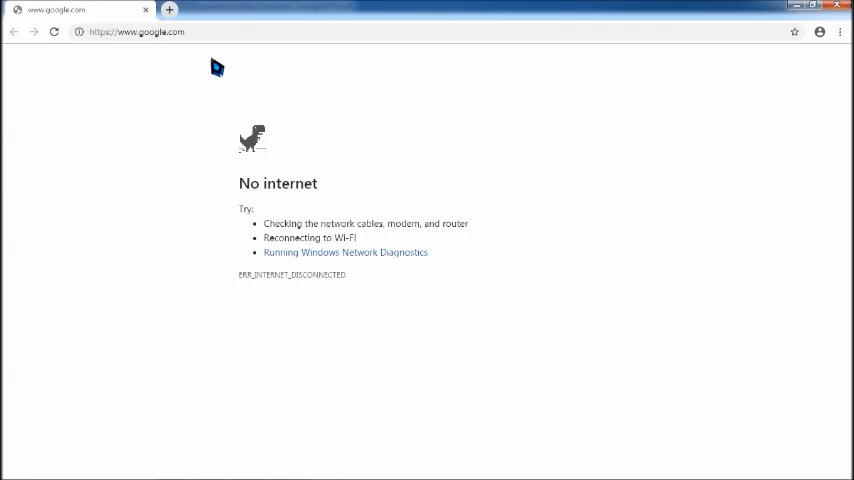 www.google.com
https://www.google.com
No internet
Try:
Checking the network cables, modem, and router
Reconnecting to Wi-Fi
Running Windows Network Diagnostics
ERR_INTERNET_DISCONNECTED